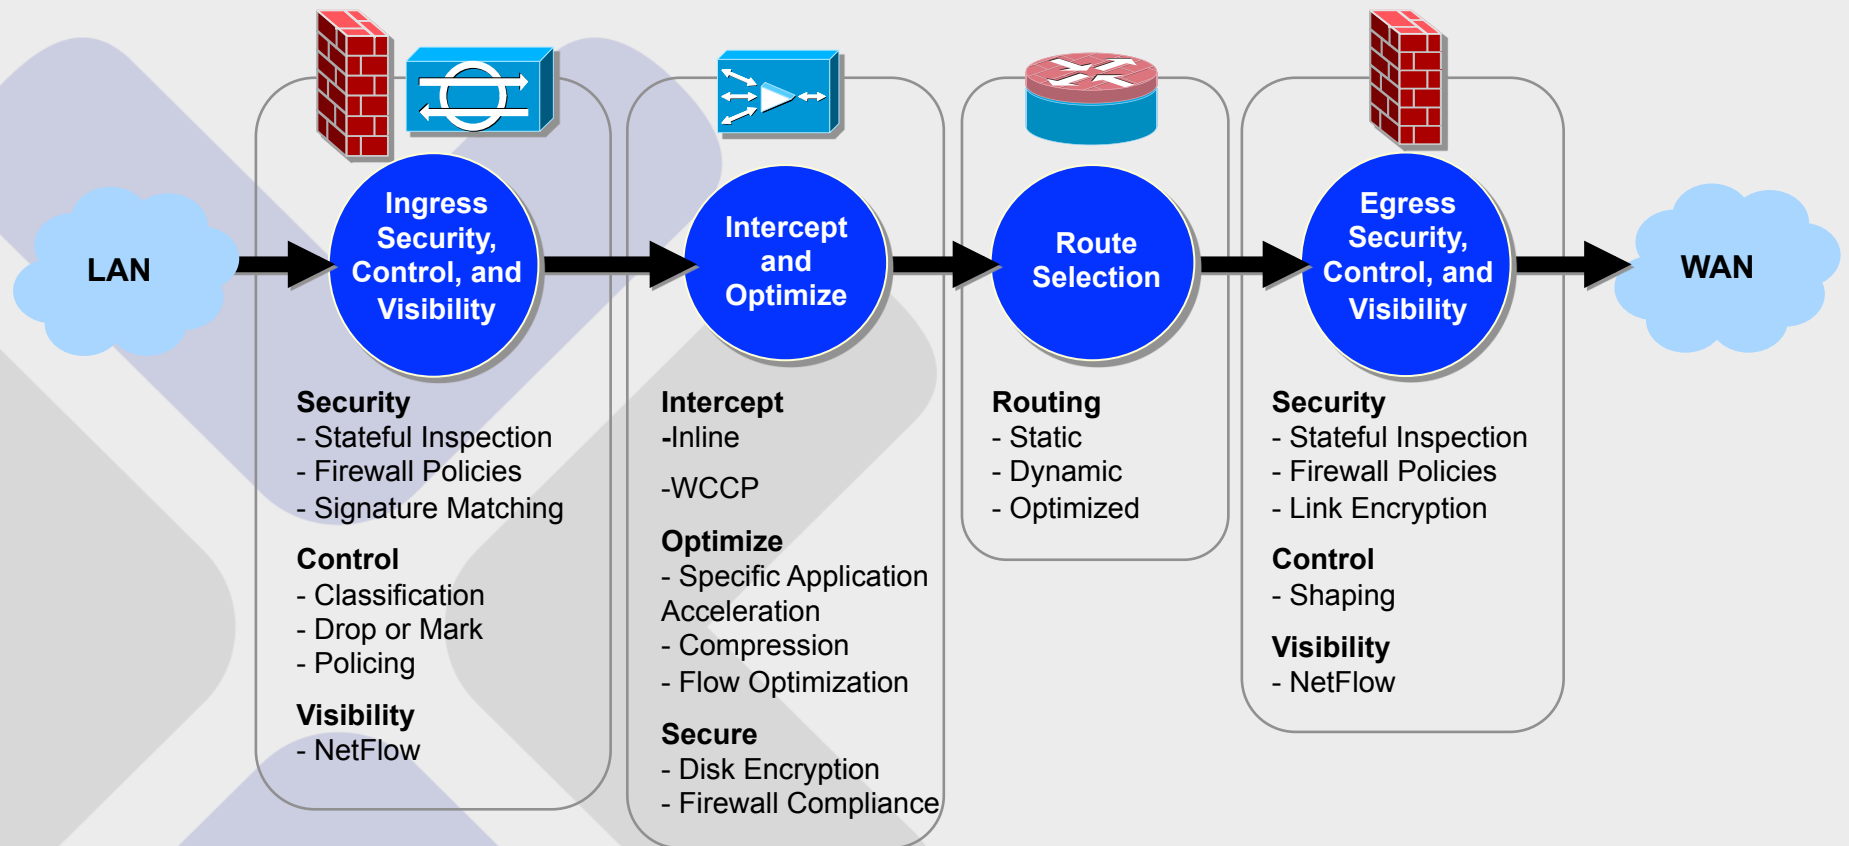 LAN
Ingress
Security,
Control, and
Visibility
Security
- Stateful Inspection
- Firewall Policies
- Signature Matching
Control
- Classification
- Drop or Mark
- Policing
Visibility
- NetFlow
Intercept
and
Optimize
Intercept
-Inline
-WCCP
Optimize
- Specific Application
Acceleration
- Compression
- Flow Optimization
Secure
- Disk Encryption
- Firewall Compliance
Route
Selection
Routing
- Static
- Dynamic
- Optimized
Egress
Security,
Control, and
Visibility
Security
- Stateful Inspection
- Firewall Policies
- Link Encryption
Control
- Shaping
Visibility
- NetFlow
WAN